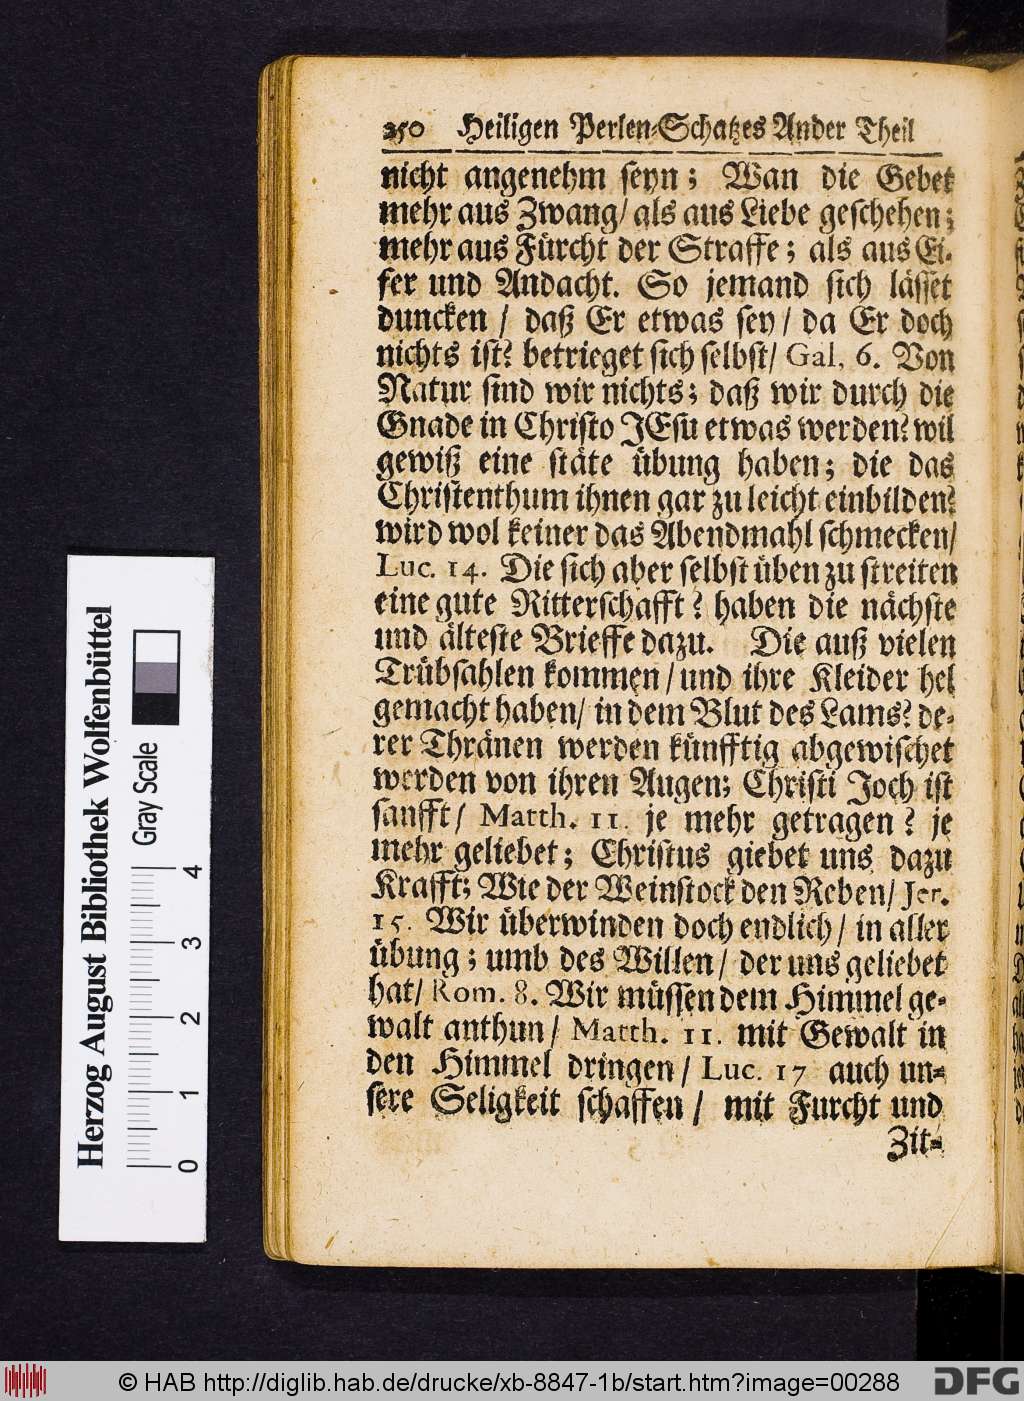 250 Heiligen Perlen-Schatzes Ander Theil
nicht angenehm seyn; Wan die Gebet
mehr aus Zwang/ als aus Liebe geschehen;
mehr aus Fürcht der Straffe; als aus Ei-
fer und Andacht. So jemand sich lässet
duncken / daß Er etwas sey / da Er doch
nichts ist? betrieget sich selbst/ Gal. 6. Von
Natur sind wir nichts; daß wir durch die
Gnade in Christo JEsu etwas werden? wil
gewiß eine stäte übung haben; die das
Christenthum ihnen gar zu leicht einbilden?
wird wol keiner das Abendmahl schmecken/
Luc. 14. Die sich aber selbst üben zu streiten
eine gute Ritterschafft? haben die nächste
und älteste Brieffe dazu. Die auß vielen
Trübsahlen kommen / und ihre Kleider hel
gemacht haben/ in dem Blut des Lams? de-
rer Thränen werden künfftig abgewischet
werden von ihren Augen; Christi Joch ist
sanfft/ Matth. 11. je mehr getragen? je
mehr geliebet; Christus giebet uns dazu
Krafft; Wie der Weinstock den Reben/ Jer.
15. Wir überwinden doch endlich / in aller
übung; umb des Willen / der uns geliebet
hat/ Rom. 8. Wir müssen dem Himmel ge-
walt anthun/ Matth. 11. mit Gewalt in
den Himmel dringen / Luc. 17 auch un-
sere Seligkeit schaffen / mit Furcht und
Zit-
Herzog August Bibliothek Wolfenbüttel
Gray Scale
0 1 2 3 4
© HAB http://diglib.hab.de/drucke/xb-8847-1b/start.htm?image=00288
DFG